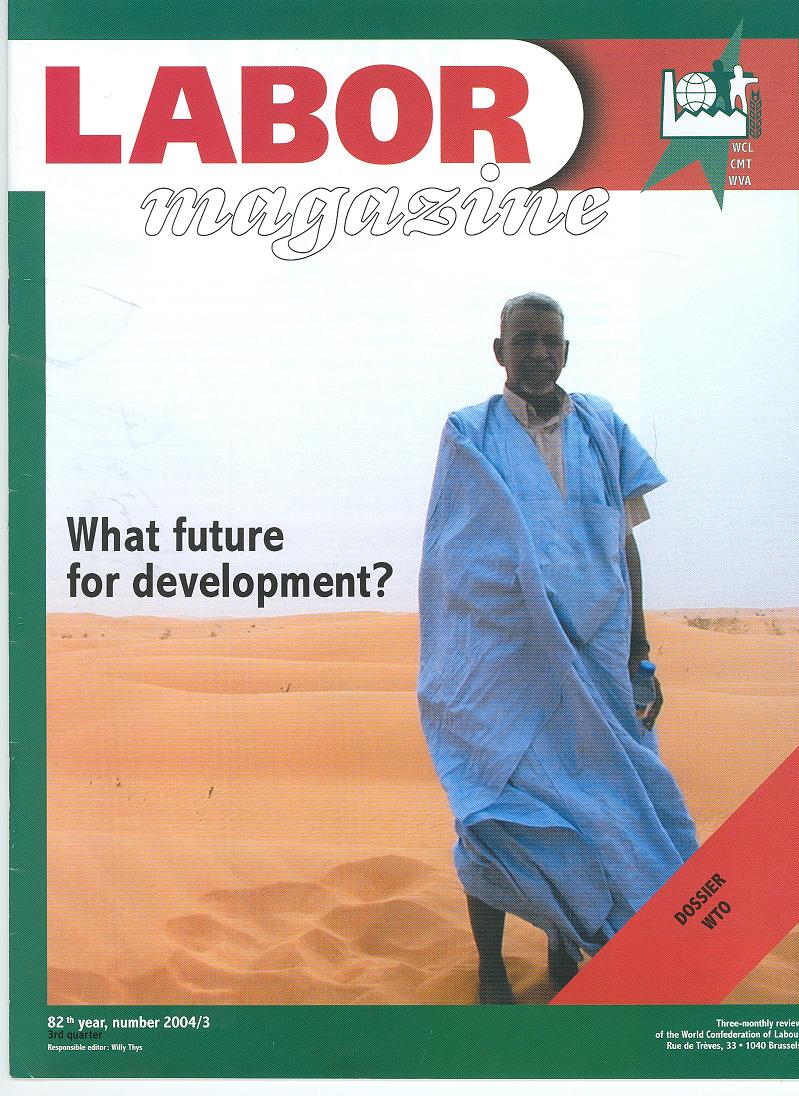 LABOR
magazine
WCL
CMT
WVA
What future
for development?
DOSSIER
WTO
82th year, number 2004/3
3rd quarter
Responsible editor: Willy Thys
Three-monthly review
of the World Confederation of Labou
Rue de Trèves, 33 • 1040 Brussels